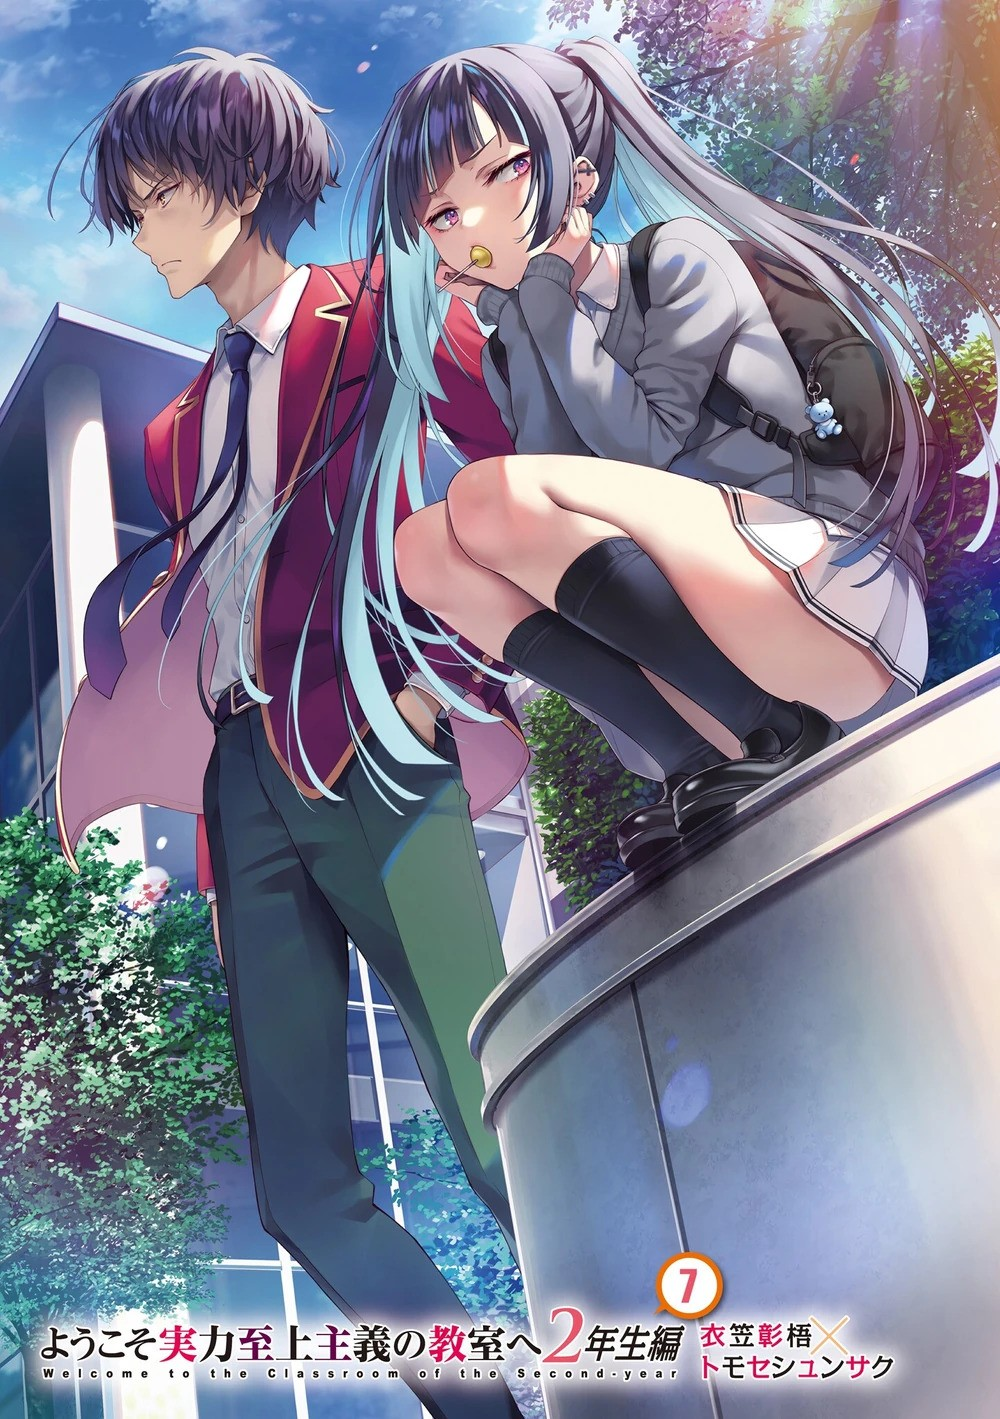 7
ようこそ実力至上主義の教室へ2年生編
Welcome to the Classroom of the Second-year
衣笠彰梧×
トモセシュンサク